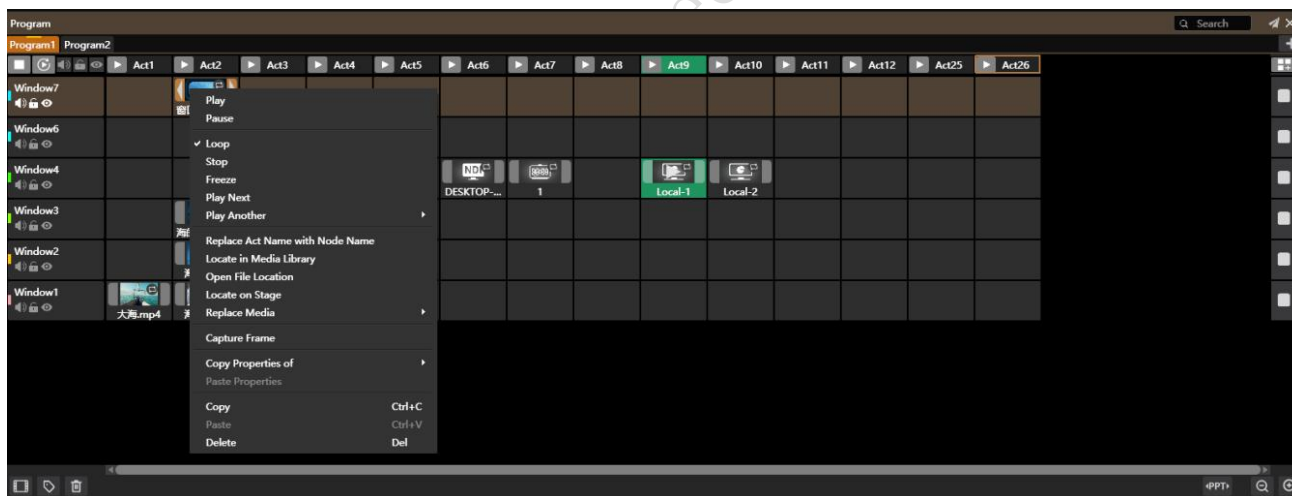 Program
Search
Program1 Program2
Act1 Act2 Act3 Act4 Act5 Act6 Act7 Act8 Act9 Act10 Act11 Act12 Act25 Act26
Window7
Play
Pause
Window6
✓ Loop
Stop
Window4
Freeze
NDI
DESKTOP-... 1 Local-1 Local-2
Play Next
Window3
Play Another
Replace Act Name with Node Name
Window2
Locate in Media Library
Open File Location
Window1
Locate on Stage
大海.mp4
Replace Media
Capture Frame
Copy Properties of
Paste Properties
Copy Ctrl+C
Paste Ctrl+V
Delete Del
PPT